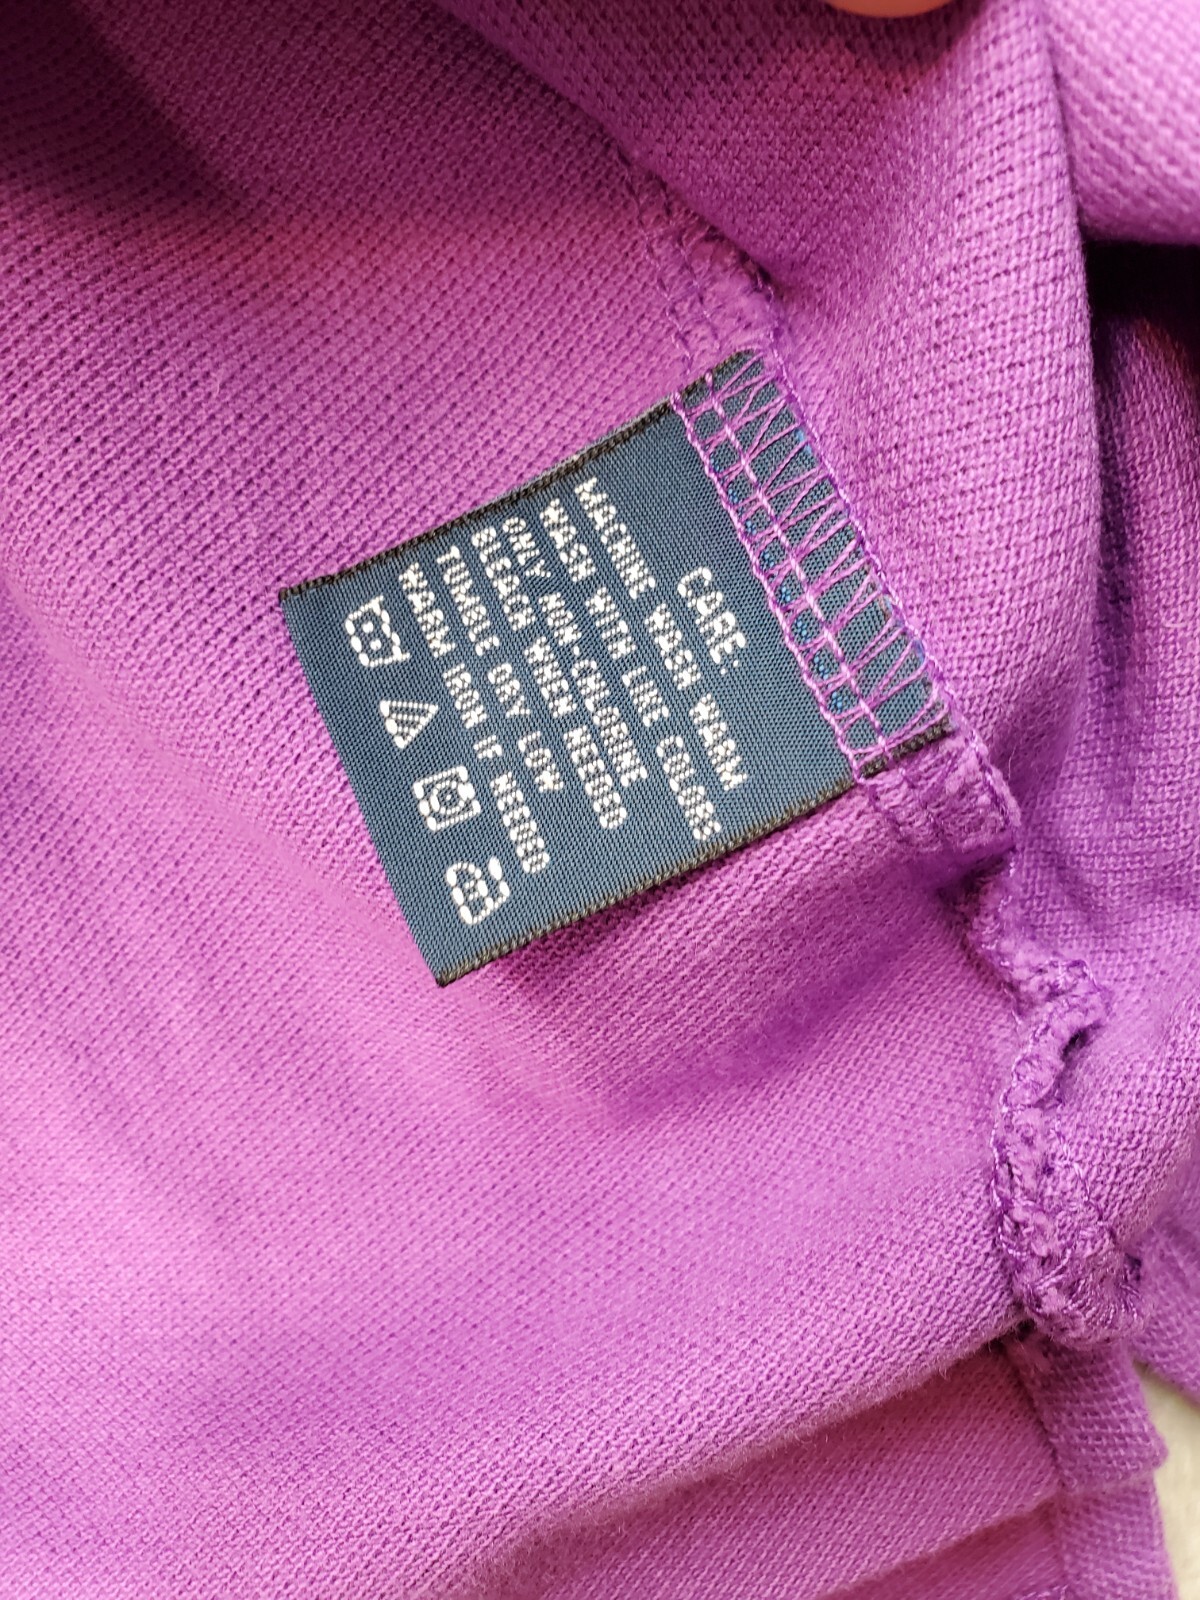 CARE:
MACHINE WASH WARM
WASH WITH LIKE COLORS
ONLY NON-CHLORINE
BLEACH WHEN NEEDED
TUMBLE DRY LOW
WARM IRON IF NEEDED